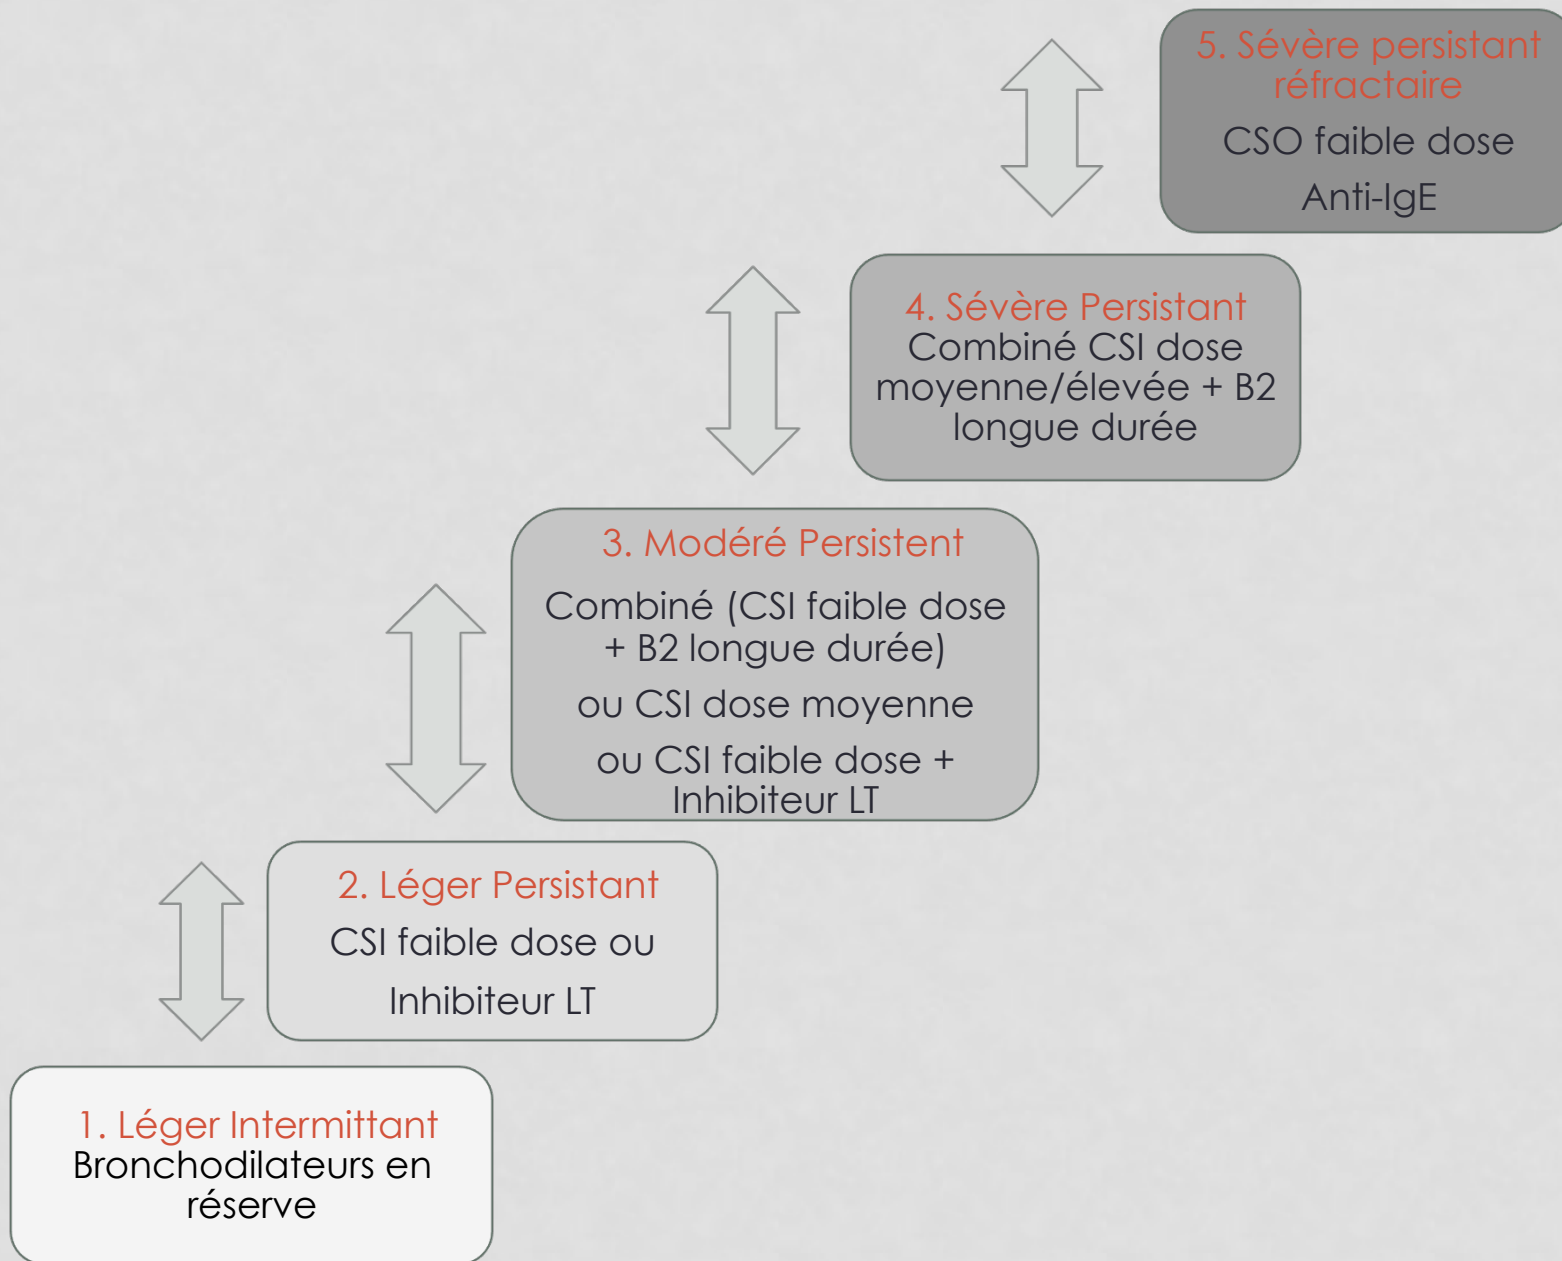 5. Sévère persistant
réfractaire
CSO faible dose
Anti-IgE
4. Sévère Persistant
Combiné CSI dose
moyenne/élevée + B2
longue durée
3. Modéré Persistent
Combiné (CSI faible dose
+ B2 longue durée)
ou CSI dose moyenne
ou CSI faible dose +
Inhibiteur LT
2. Léger Persistant
CSI faible dose ou
Inhibiteur LT
1. Léger Intermittant
Bronchodilateurs en
réserve